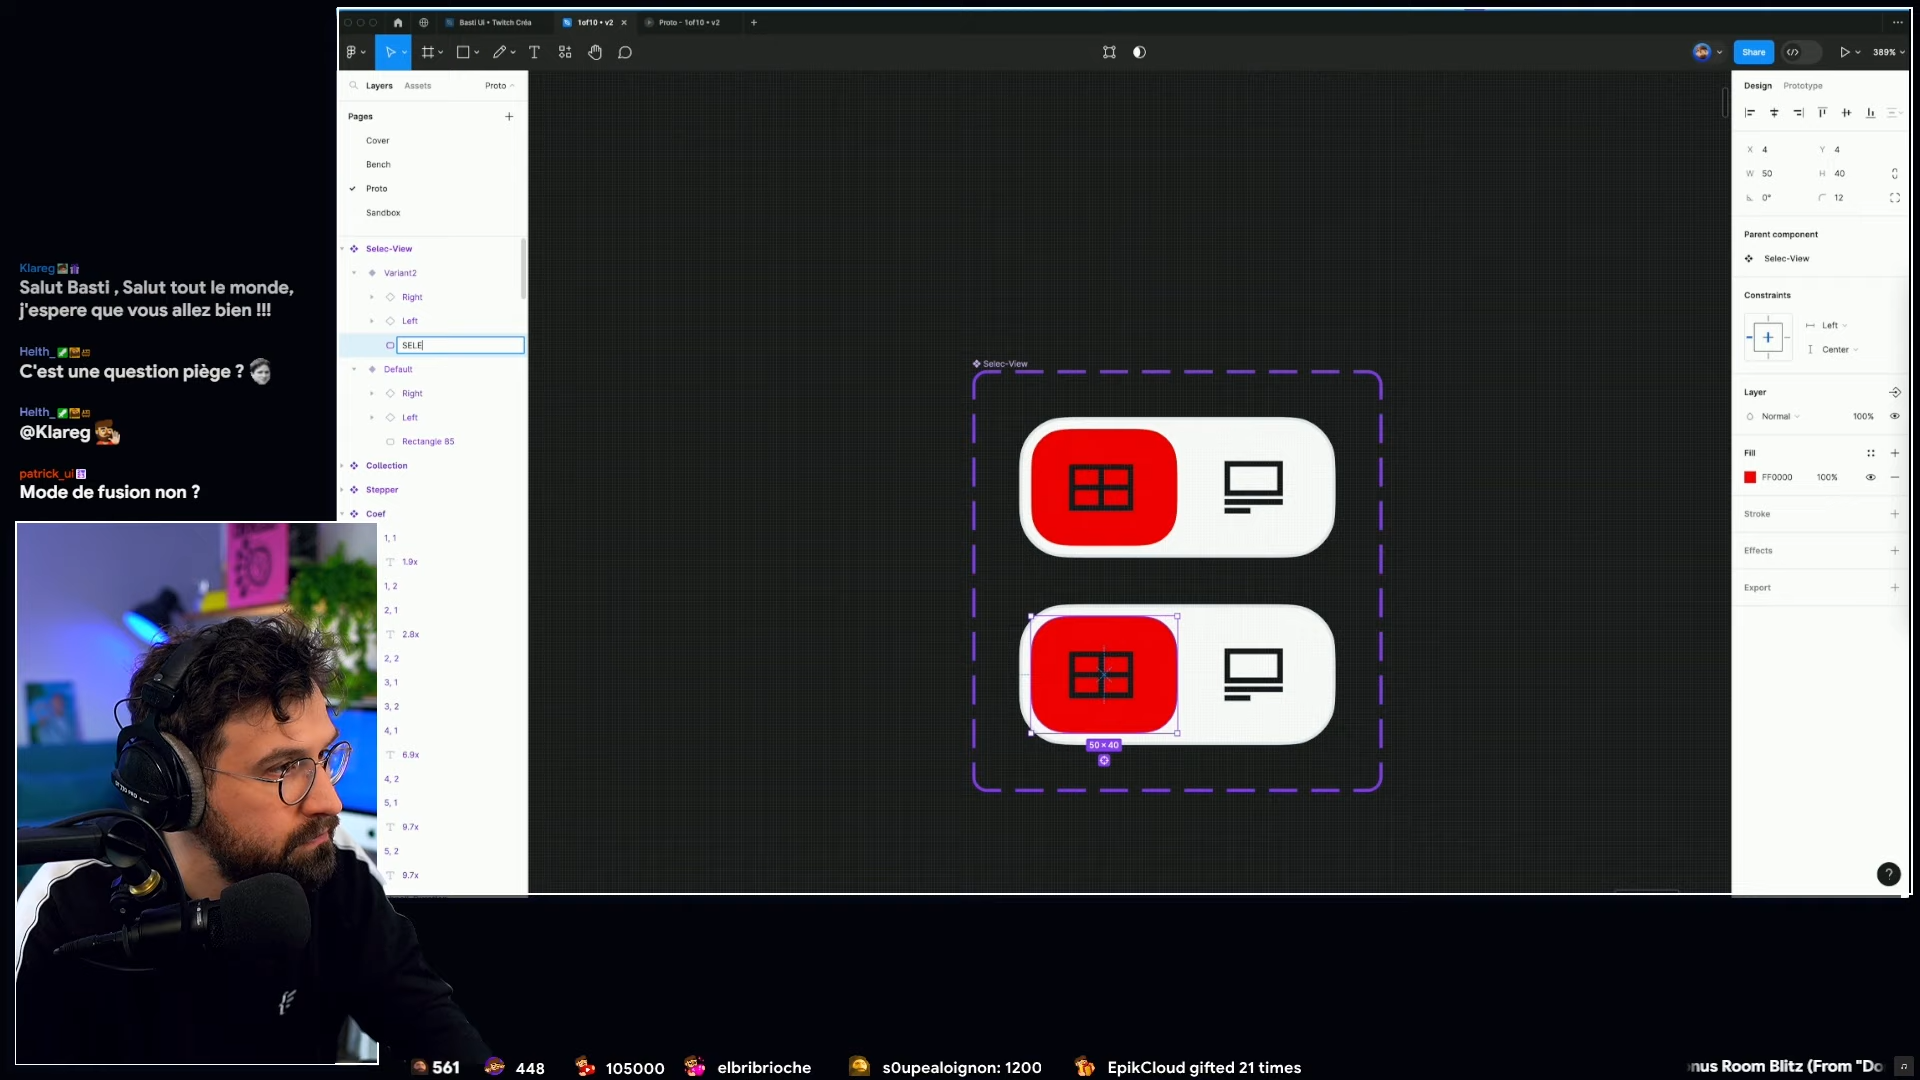 Basti UI • Twitch Créa
1of10 • v2
Proto - 1of10 • v2
Share
389%
Layers
Assets
Proto
Design
Prototype
Pages
Cover
Bench
Proto
Sandbox
X 4
Y 4
W 50
H 40
0°
12
Selec-View
Variant2
Right
Left
SELE
Default
Right
Left
Rectangle 85
Collection
Stepper
Coef
1, 1
1.9x
1, 2
2, 1
2.8x
2, 2
3, 1
3, 2
4, 1
6.9x
4, 2
5, 1
9.7x
5, 2
9.7x
Selec-View
50 × 40
Parent component
Selec-View
Constraints
Left
Center
Layer
Normal
100%
Fill
FF0000
100%
Stroke
Effects
Export
?
Klareg
Salut Basti , Salut tout le monde,
j'espere que vous allez bien !!!
Helth_
C'est une question piège ?
Helth_
@Klareg
patrick_ui
Mode de fusion non ?
561
448
105000
elbribrioche
s0upealoignon: 1200
EpikCloud gifted 21 times
nus Room Blitz (From "Do